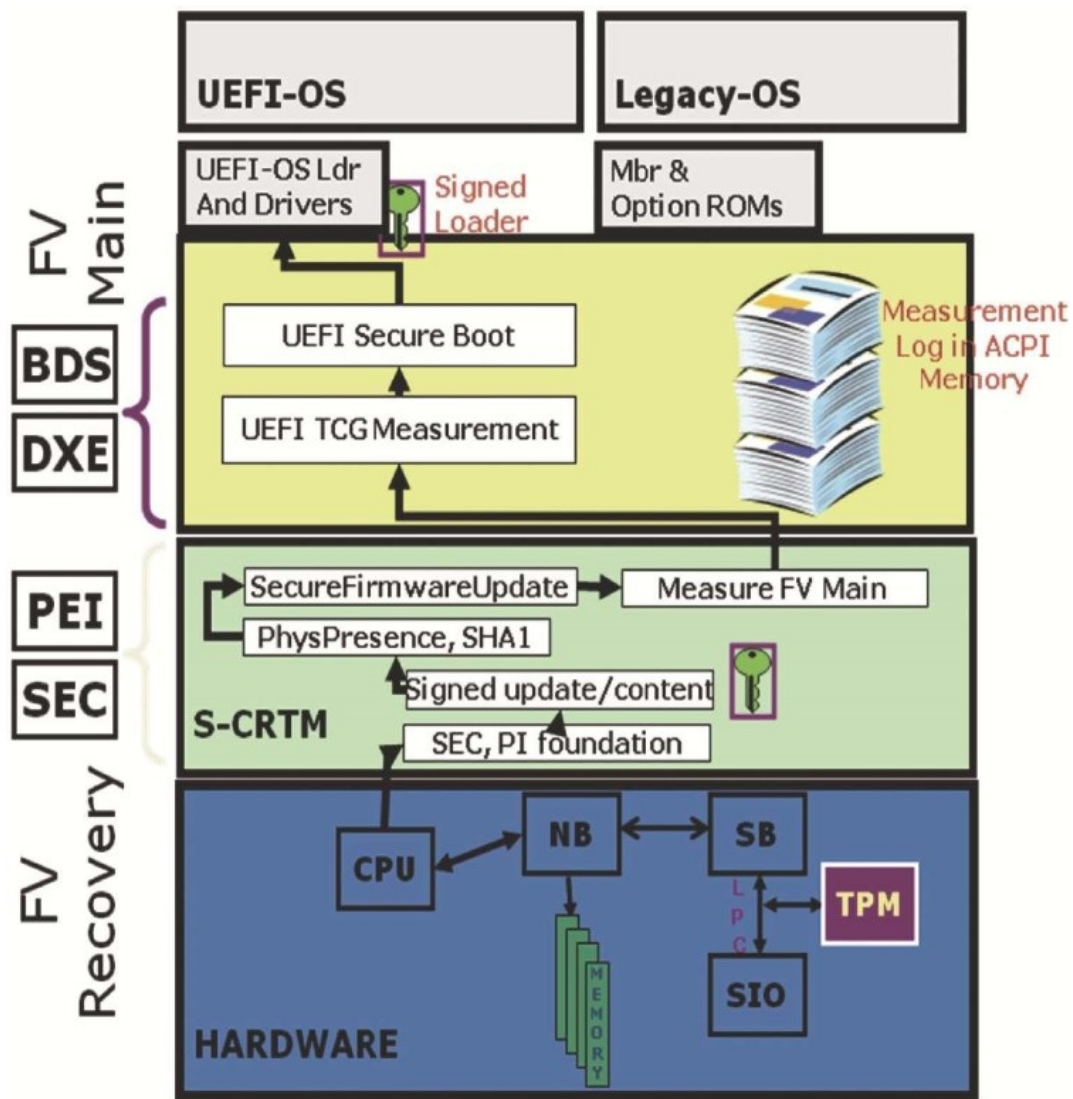 UEFI-OS
Legacy-OS
UEFI-OS Ldr
And Drivers
Signed
Loader
Mbr &
Option ROMs
FV
Main
BDS
DXE
UEFI Secure Boot
UEFI TCG Measurement
Measurement
Log in ACPI
Memory
PEI
SEC
SecureFirmwareUpdate
Measure FV Main
PhysPresence, SHA1
Signed update/content
S-CRTM
SEC, PI foundation
FV
Recovery
CPU
NB
SB
LPC
TPM
MEMORY
SIO
HARDWARE